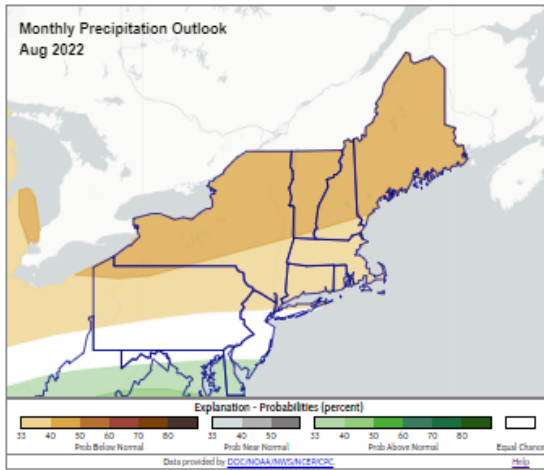 Monthly Precipitation Outlook
Aug 2022
Explanation - Probabilities (percent)
33 40 50 60 70 80 33 40 50 33 40 50 60 70 80
Prob Below Normal Prob Near Normal Prob Above Normal Equal Chance
Data provided by DOC/NOAA/NWS/NCEP/CPC Help